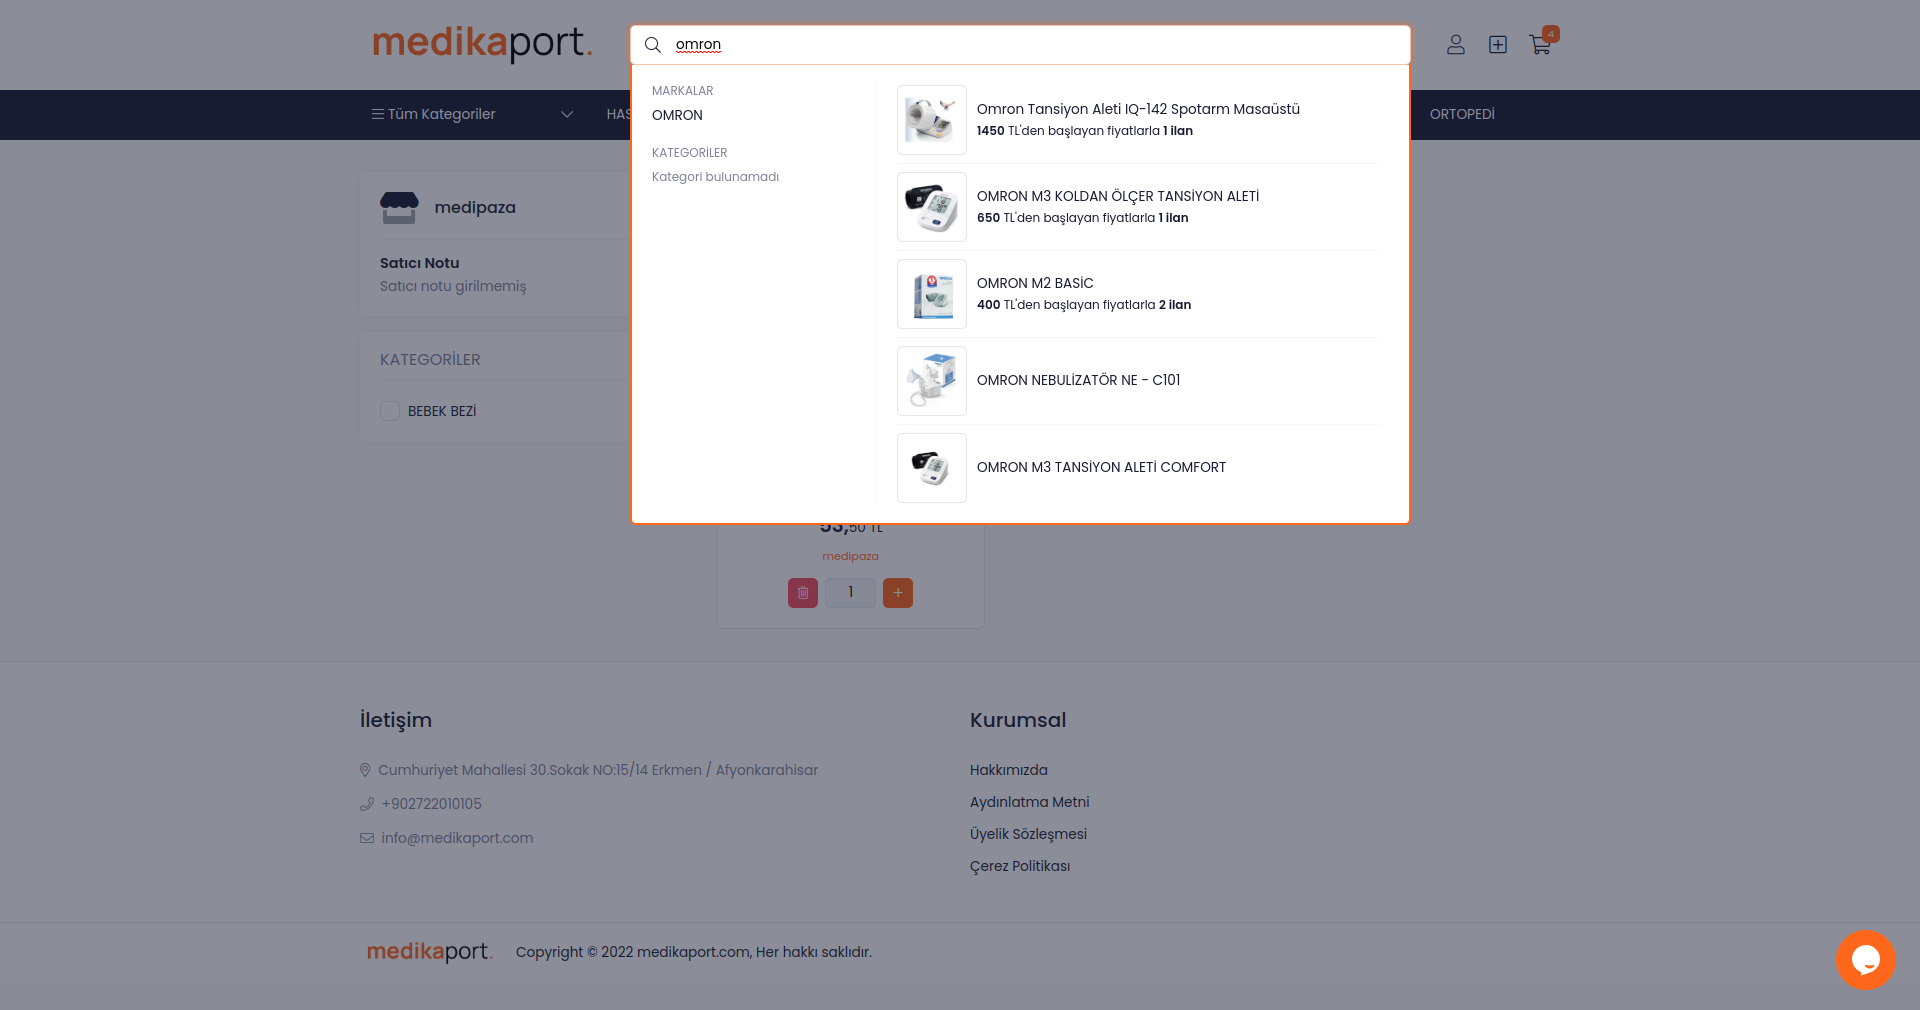 medikaport.
omron
4
Tüm Kategoriler
HAS
ORTOPEDİ
MARKALAR
OMRON
KATEGORİLER
Kategori bulunamadı
Omron Tansiyon Aleti IQ-142 Spotarm Masaüstü
1450 TL'den başlayan fiyatlarla 1 ilan
OMRON M3 KOLDAN ÖLÇER TANSİYON ALETİ
650 TL'den başlayan fiyatlarla 1 ilan
OMRON M2 BASİC
400 TL'den başlayan fiyatlarla 2 ilan
OMRON NEBULİZATÖR NE - C101
OMRON M3 TANSİYON ALETİ COMFORT
medipaza
Satıcı Notu
Satıcı notu girilmemiş
KATEGORİLER
BEBEK BEZİ
53,50 TL
medipaza
1
İletişim
Cumhuriyet Mahallesi 30.Sokak NO:15/14 Erkmen / Afyonkarahisar
+902722010105
info@medikaport.com
Kurumsal
Hakkımızda
Aydınlatma Metni
Üyelik Sözleşmesi
Çerez Politikası
medikaport.
Copyright © 2022 medikaport.com, Her hakkı saklıdır.